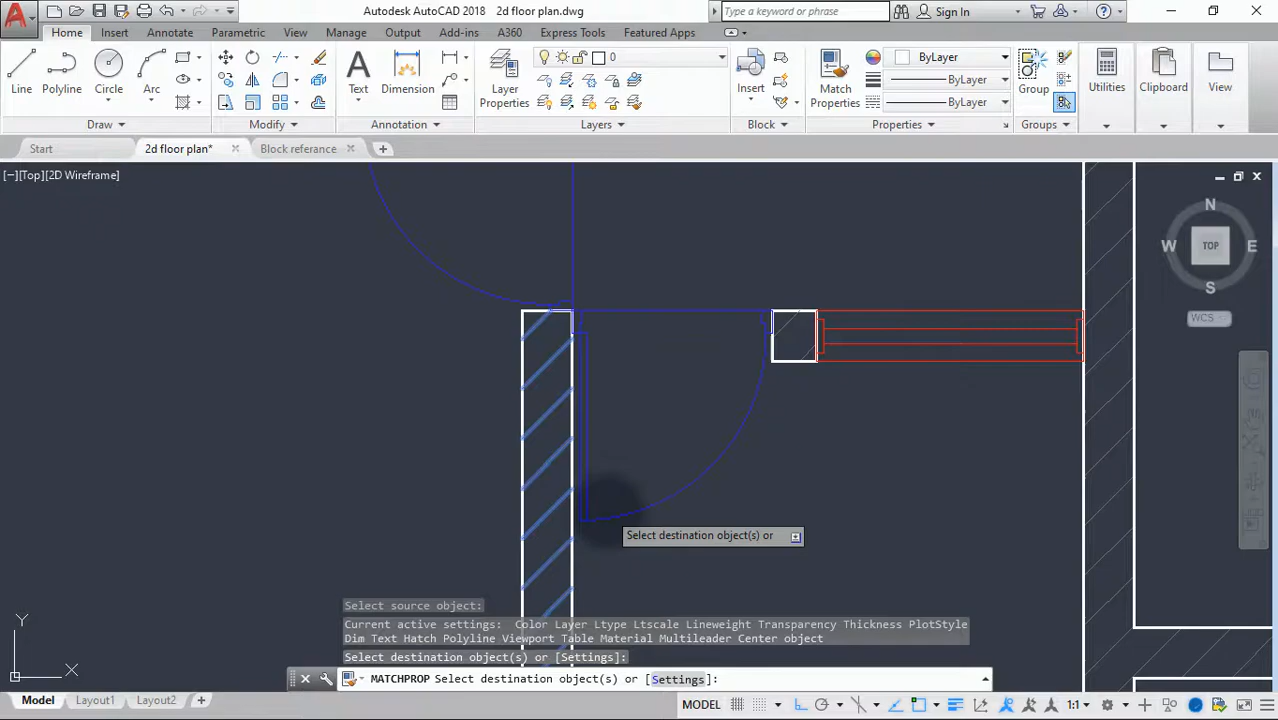 Autodesk AutoCAD 2018 2d floor plan.dwg
Type a keyword or phrase
Sign In
Home Insert Annotate Parametric View Manage Output Add-ins A360 Express Tools Featured Apps
0
ByLayer
ByLayer
ByLayer
Line Polyline Circle Arc
Text Dimension
Layer
Properties
Insert
Match
Properties
Group
Utilities Clipboard View
Draw Modify Annotation Layers Block Properties Groups
Start 2d floor plan* Block referance
[−][Top][2D Wireframe]
N
W TOP E
S
WCS
Select destination object(s) or
Select source object:
Current active settings: Color Layer Ltype Ltscale Lineweight Transparency Thickness PlotStyle
Dim Text Hatch Polyline Viewport Table Material Multileader Center object
Select destination object(s) or [Settings]:
MATCHPROP Select destination object(s) or [Settings]:
Y
X
Model Layout1 Layout2
MODEL 1:1